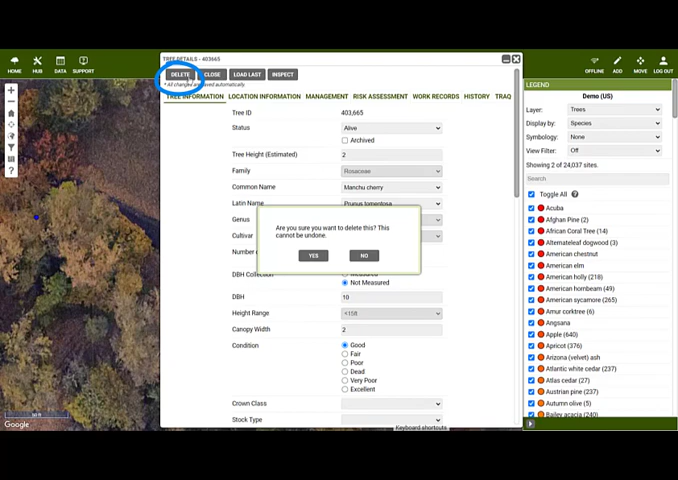 TREE DETAILS - 403665
HOME
HUB
DATA
SUPPORT
OFFLINE
ADD
MOVE
LOG OUT
DELETE
CLOSE
LOAD LAST
INSPECT
* All changes saved automatically.
TREE INFORMATION LOCATION INFORMATION MANAGEMENT RISK ASSESSMENT WORK RECORDS HISTORY TRAQ
Tree ID 403,665
Status Alive
Archived
Tree Height (Estimated) 2
Family Rosaceae
Common Name Manchu cherry
Latin Name Prunus tomentosa
Genus
Cultivar
Number
Are you sure you want to delete this? This
cannot be undone.
YES NO
DBH Collection Measured
Not Measured
DBH 10
Height Range <15ft
Canopy Width 2
Condition Good
Fair
Poor
Dead
Very Poor
Excellent
Crown Class
Stock Type
Keyboard shortcuts
Google
LEGEND
Demo (US)
Layer: Trees
Display by: Species
Symbology: None
View Filter: Off
Showing 2 of 24,037 sites.
Search
Toggle All ?
Acuba
Afghan Pine (2)
African Coral Tree (14)
Alternateleaf dogwood (3)
American chestnut
American elm
American holly (218)
American hornbeam (49)
American sycamore (265)
Amur corktree (6)
Angsana
Apple (640)
Apricot (376)
Arizona (velvet) ash
Atlantic white cedar (237)
Atlas cedar (27)
Austrian pine (237)
Autumn olive (5)
Bailey acacia (240)